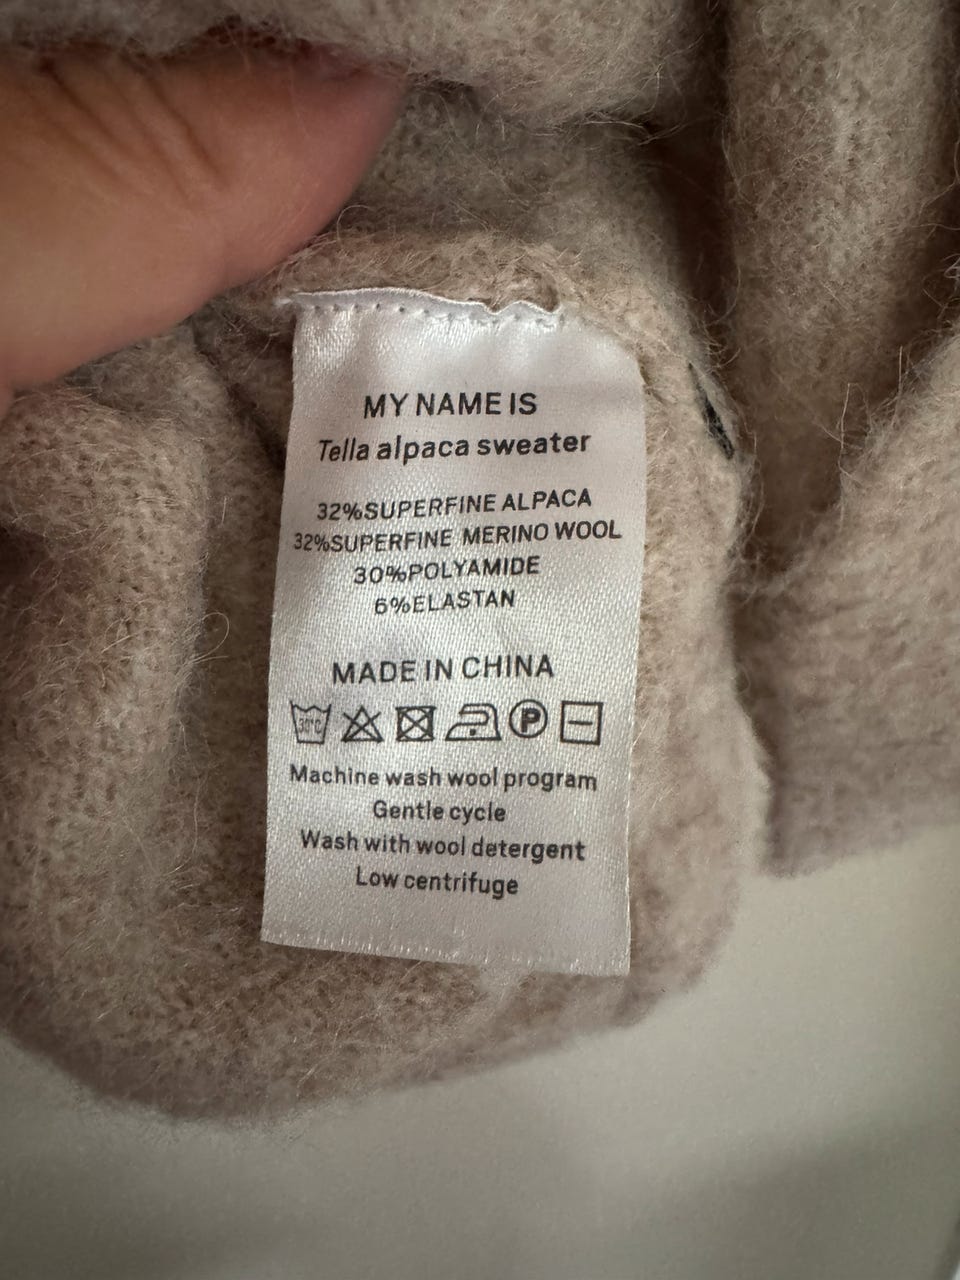 MY NAME IS
Tella alpaca sweater
32%SUPERFINE ALPACA
32%SUPERFINE MERINO WOOL
30%POLYAMIDE
6%ELASTAN
MADE IN CHINA
30°C P
Machine wash wool program
Gentle cycle
Wash with wool detergent
Low centrifuge